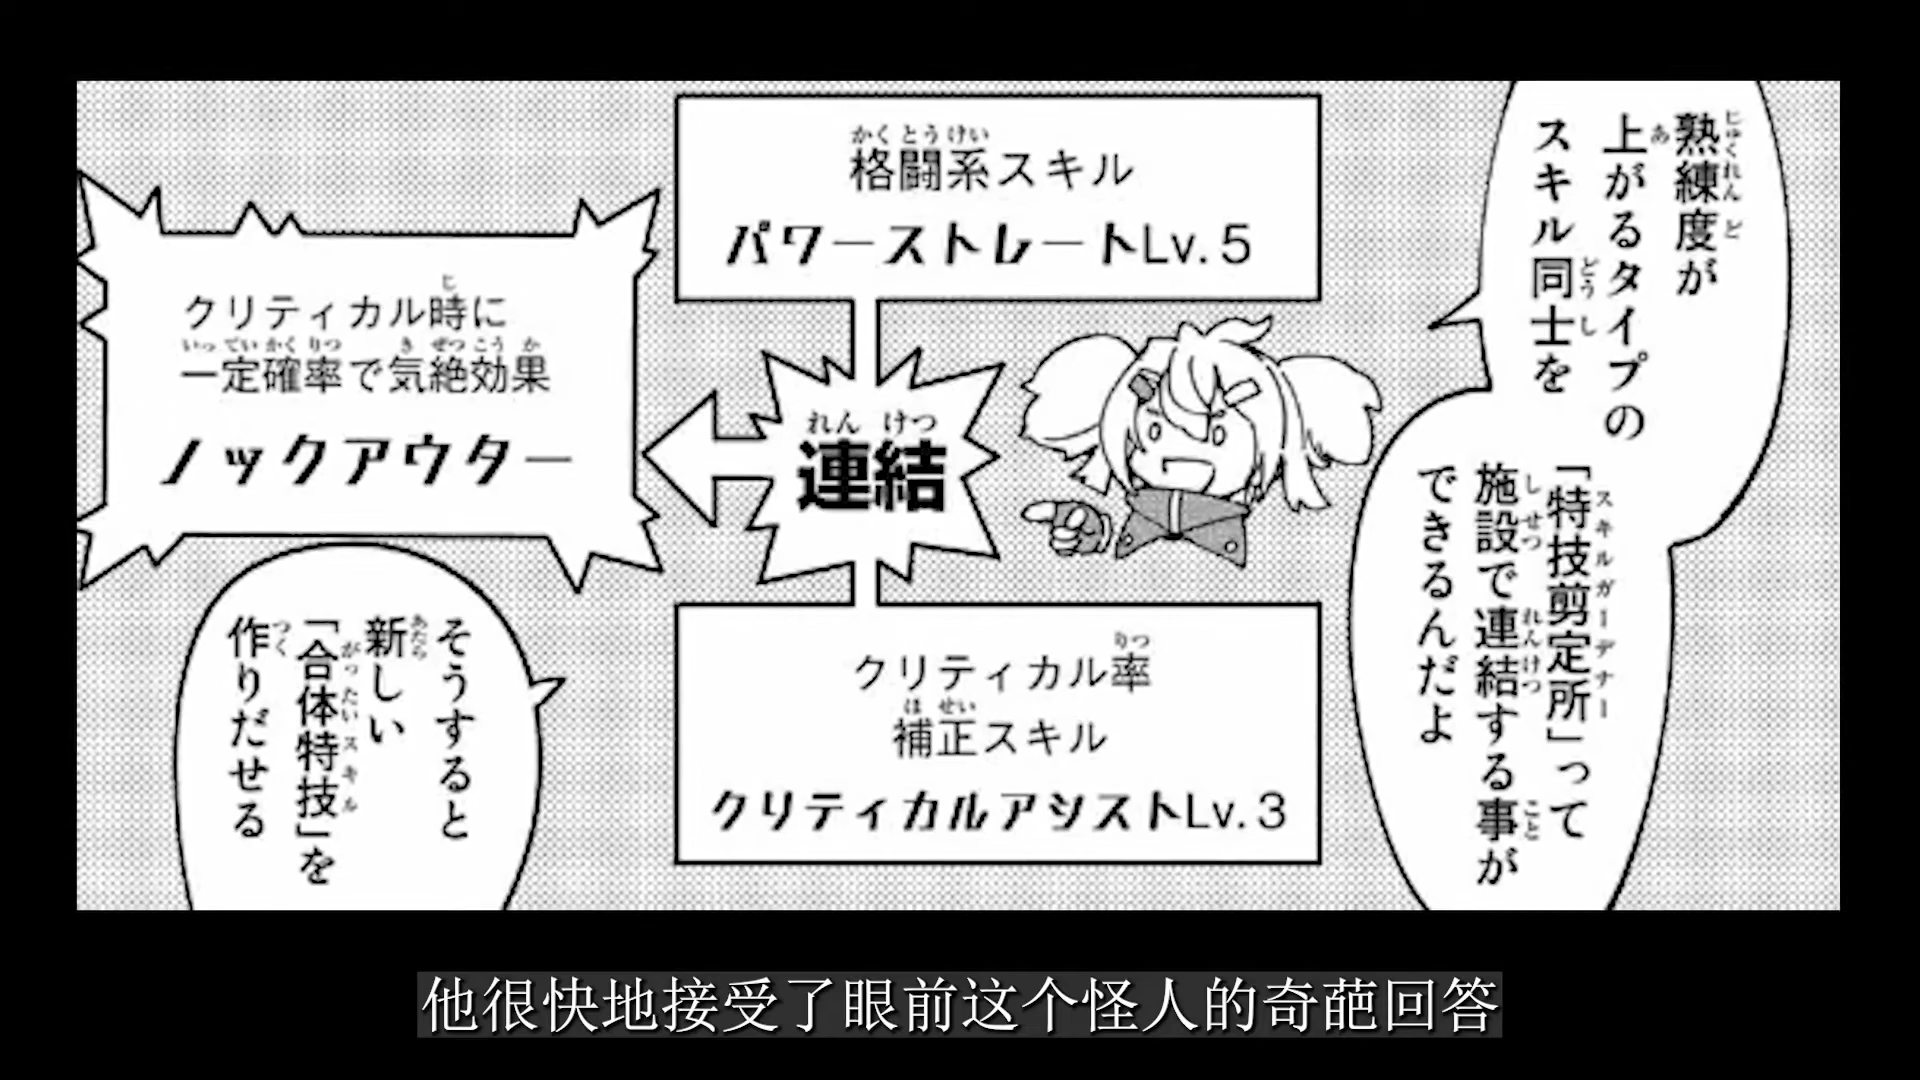 熟練度が
上がるタイプの
スキル同士を
「特技剪定所」って
施設で連結する事が
できるんだよ
格闘系スキル
パワーストレートLv.5
連結
クリティカル率
補正スキル
クリティカルアシストLv.3
クリティカル時に
一定確率で気絶効果
ノックアウター
そうすると
新しい
「合体特技」を
作りだせる
他很快地接受了眼前这个怪人的奇葩回答